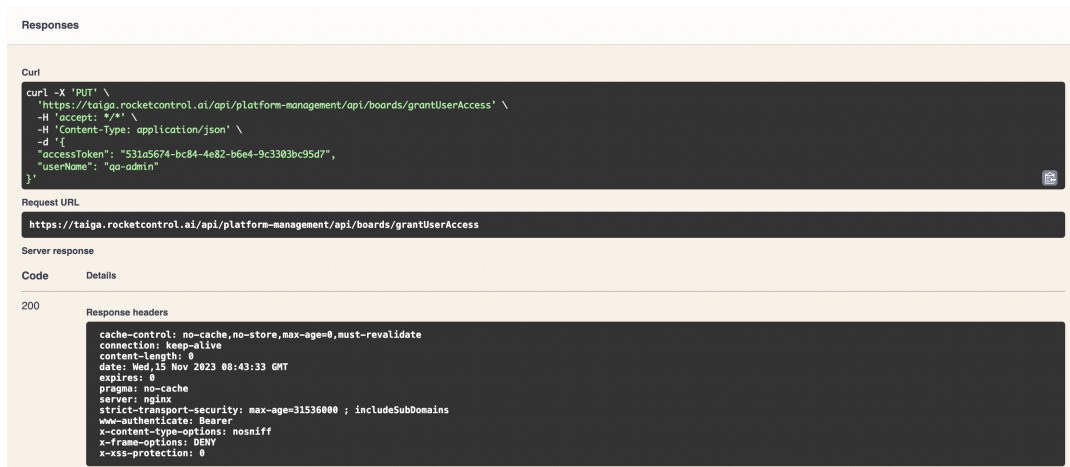 Responses
Curl
curl -X 'PUT' \
'https://taiga.rocketcontrol.ai/api/platform-management/api/boards/grantUserAccess' \
-H 'accept: */*' \
-H 'Content-Type: application/json' \
-d '{
"accessToken": "531a5674-bc84-4e82-b6e4-9c3303bc95d7",
"userName": "qa-admin"
}'
Request URL
https://taiga.rocketcontrol.ai/api/platform-management/api/boards/grantUserAccess
Server response
Code Details
200
Response headers
cache-control: no-cache,no-store,max-age=0,must-revalidate
connection: keep-alive
content-length: 0
date: Wed,15 Nov 2023 08:43:33 GMT
expires: 0
pragma: no-cache
server: nginx
strict-transport-security: max-age=31536000 ; includeSubDomains
www-authenticate: Bearer
x-content-type-options: nosniff
x-frame-options: DENY
x-xss-protection: 0